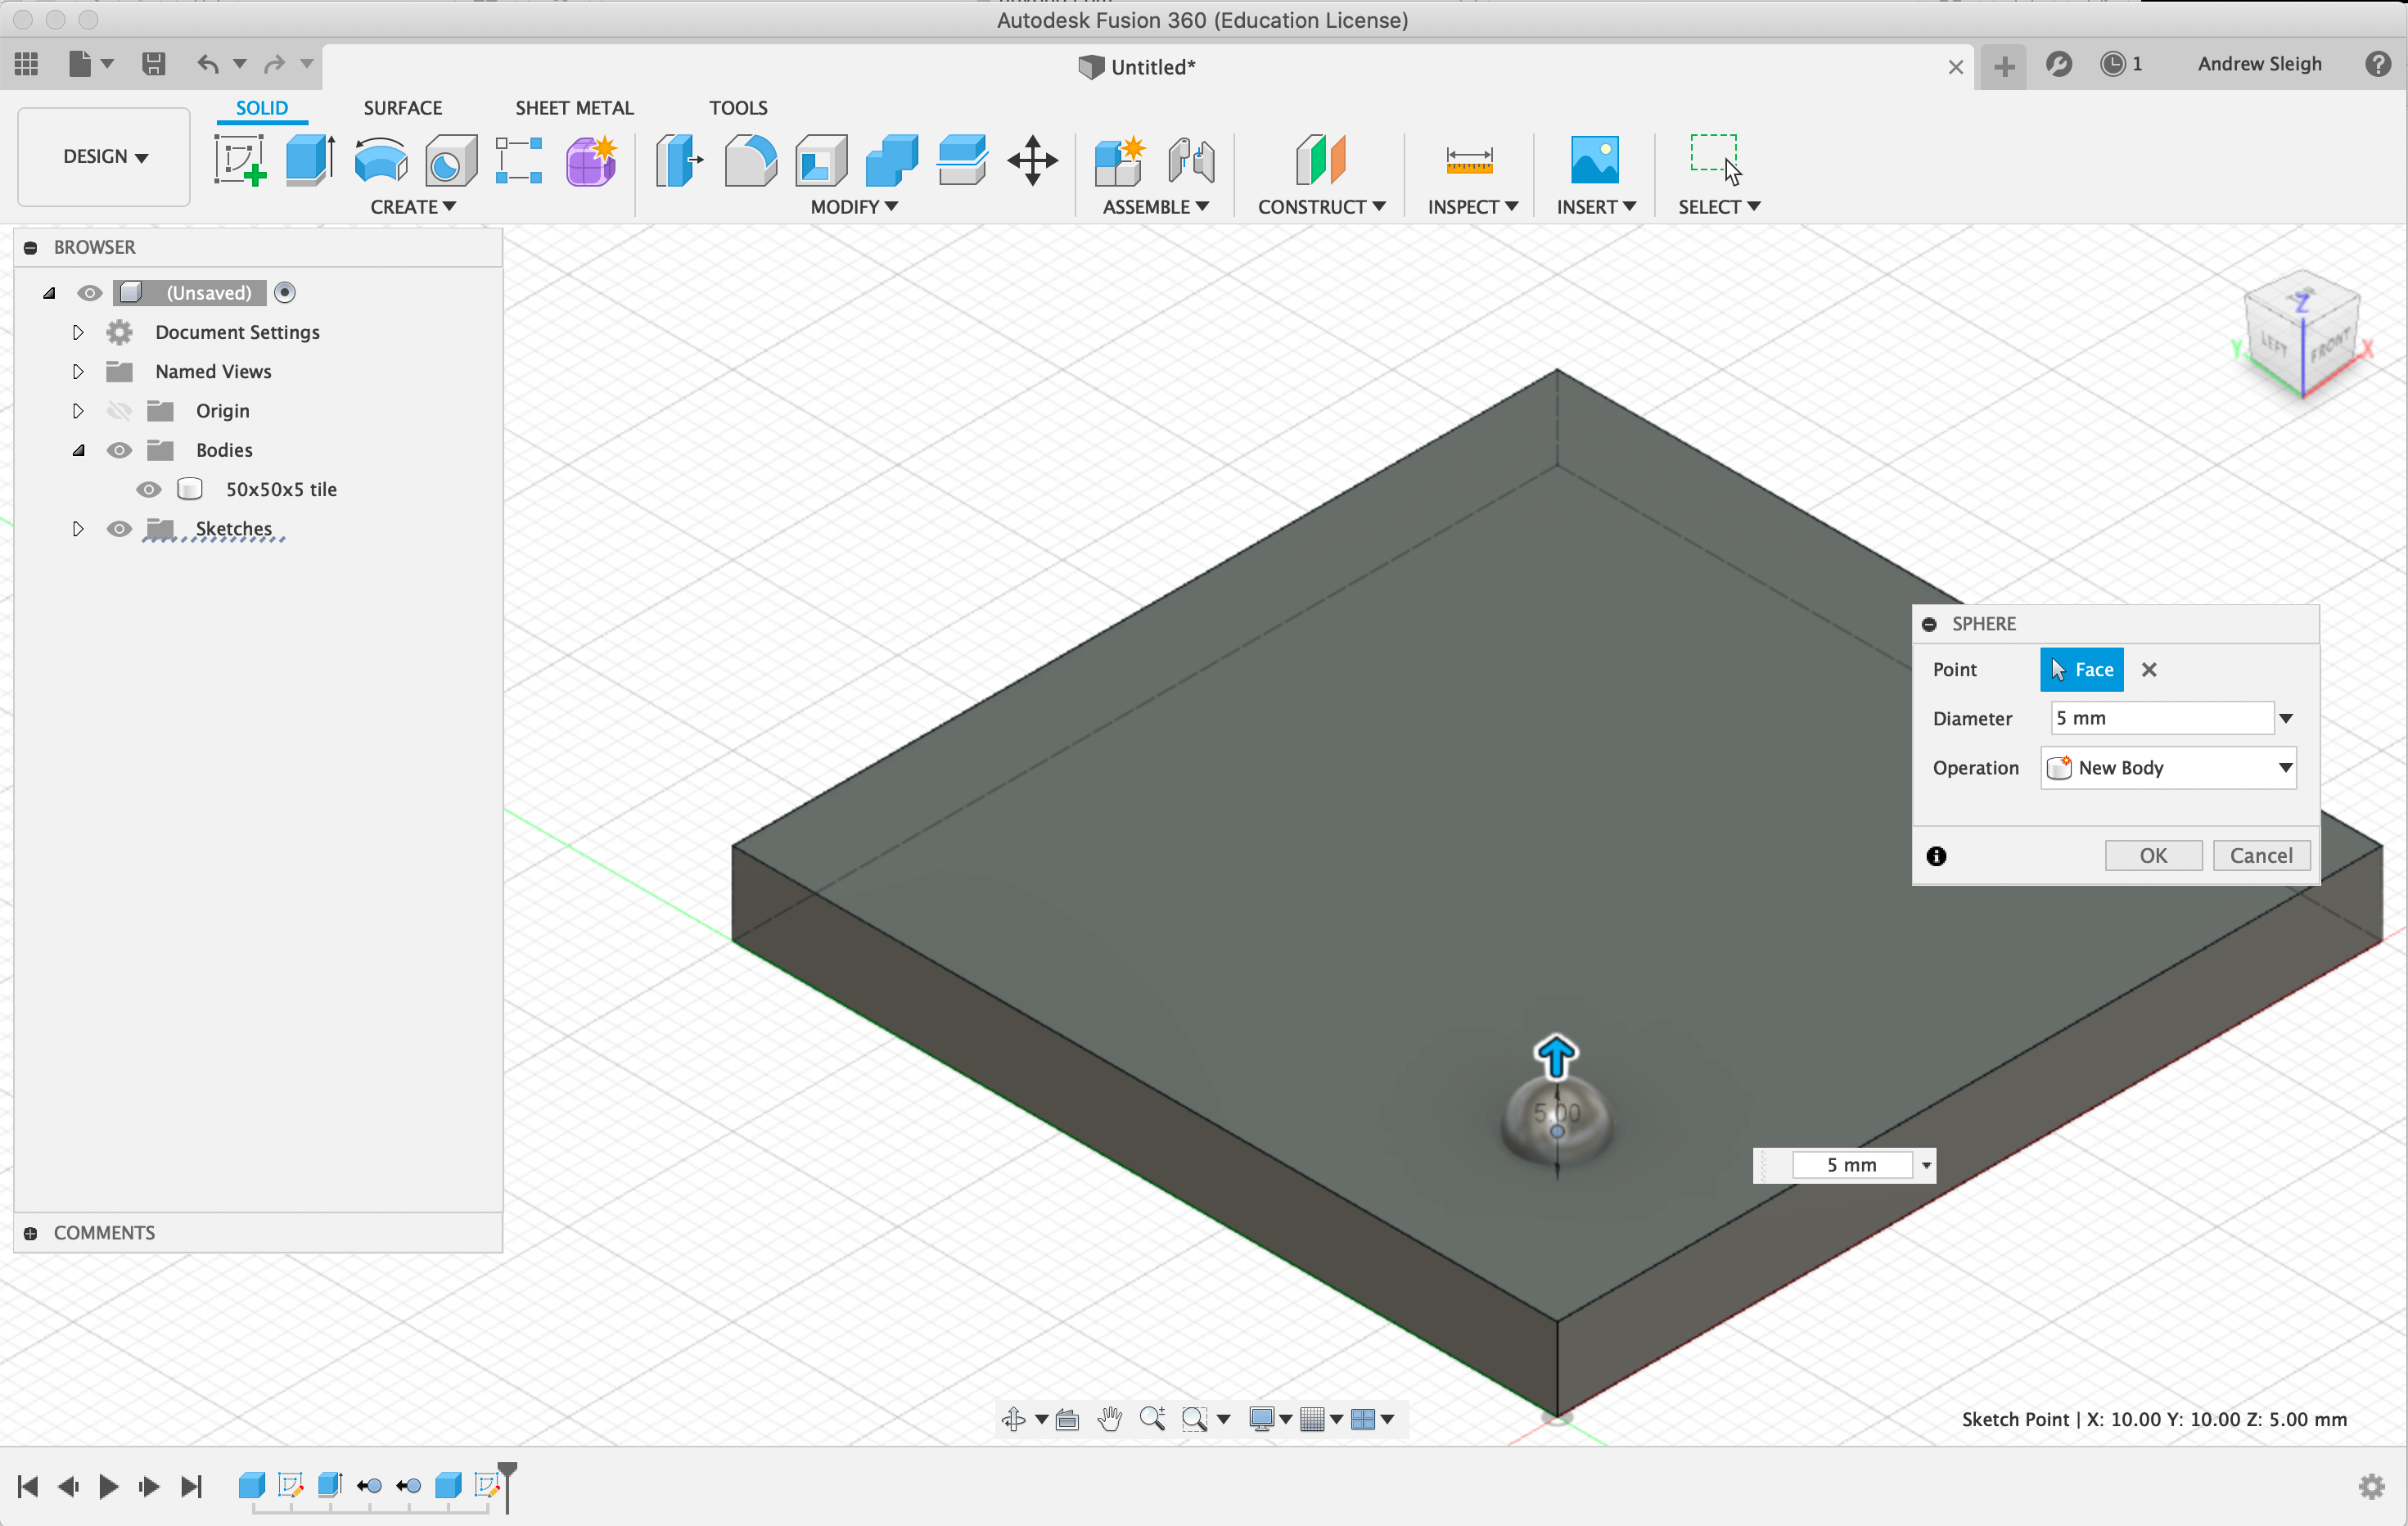 Autodesk Fusion 360 (Education License)
Untitled*
1
Andrew Sleigh
SOLID
SURFACE
SHEET METAL
TOOLS
DESIGN
CREATE
MODIFY
ASSEMBLE
CONSTRUCT
INSPECT
INSERT
SELECT
BROWSER
(Unsaved)
Document Settings
Named Views
Origin
Bodies
50x50x5 tile
Sketches
COMMENTS
TOP
Z
LEFT
FRONT
Y
X
SPHERE
Point
Face
Diameter
5 mm
Operation
New Body
OK
Cancel
5.00
5 mm
Sketch Point | X: 10.00 Y: 10.00 Z: 5.00 mm